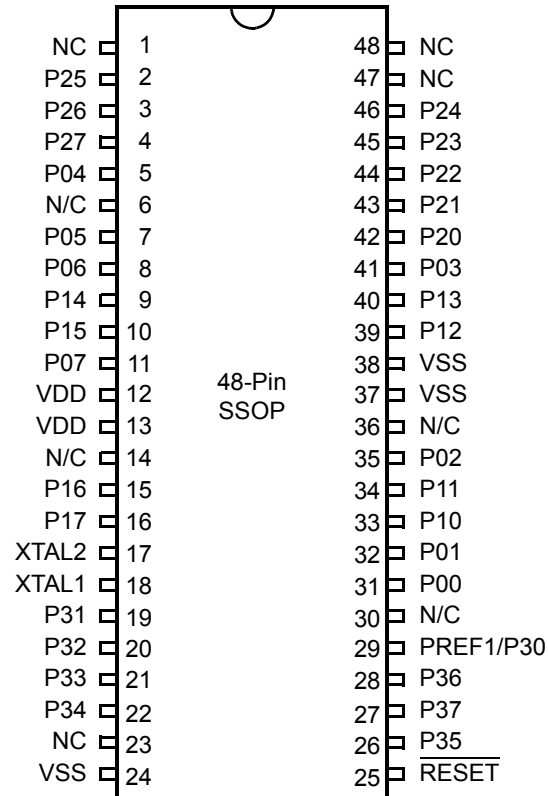 NC 1 48 NC
P25 2 47 NC
P26 3 46 P24
P27 4 45 P23
P04 5 44 P22
N/C 6 43 P21
P05 7 42 P20
P06 8 41 P03
P14 9 40 P13
P15 10 39 P12
P07 11 38 VSS
VDD 12 48-Pin 37 VSS
VDD 13 SSOP 36 N/C
N/C 14 35 P02
P16 15 34 P11
P17 16 33 P10
XTAL2 17 32 P01
XTAL1 18 31 P00
P31 19 30 N/C
P32 20 29 PREF1/P30
P33 21 28 P36
P34 22 27 P37
NC 23 26 P35
VSS 24 25 RESET